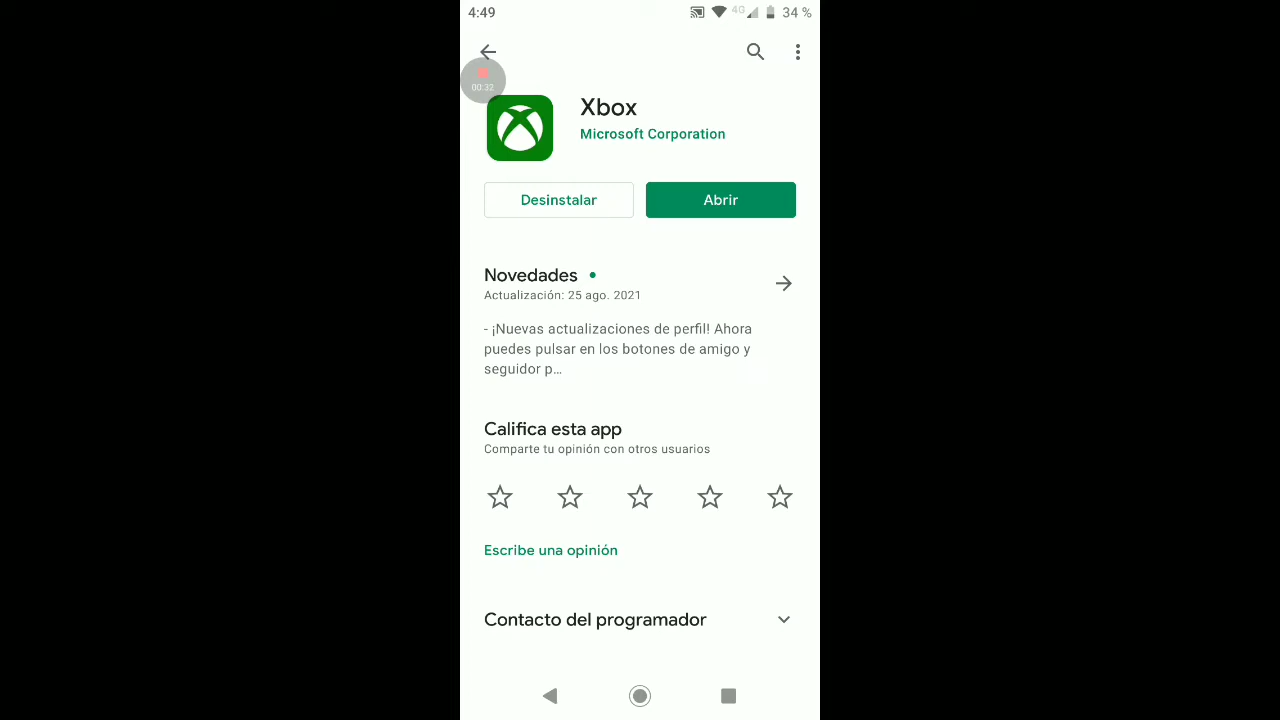 4:49
4G
34 %
00:32
Xbox
Microsoft Corporation
Desinstalar
Abrir
Novedades
Actualización: 25 ago. 2021
- ¡Nuevas actualizaciones de perfil! Ahora
puedes pulsar en los botones de amigo y
seguidor p...
Califica esta app
Comparte tu opinión con otros usuarios
Escribe una opinión
Contacto del programador